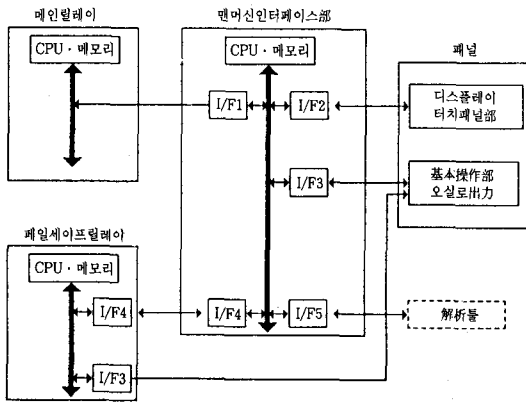 메인릴레이
CPU·메모리
맨머신인터페이스部
CPU·메모리
I/F1
I/F2
I/F3
I/F4
I/F5
패널
디스플레이
터치패널部
基本操作部
오실로出力
解析틀
페일세이프릴레야
CPU·메모리
I/F4
I/F3